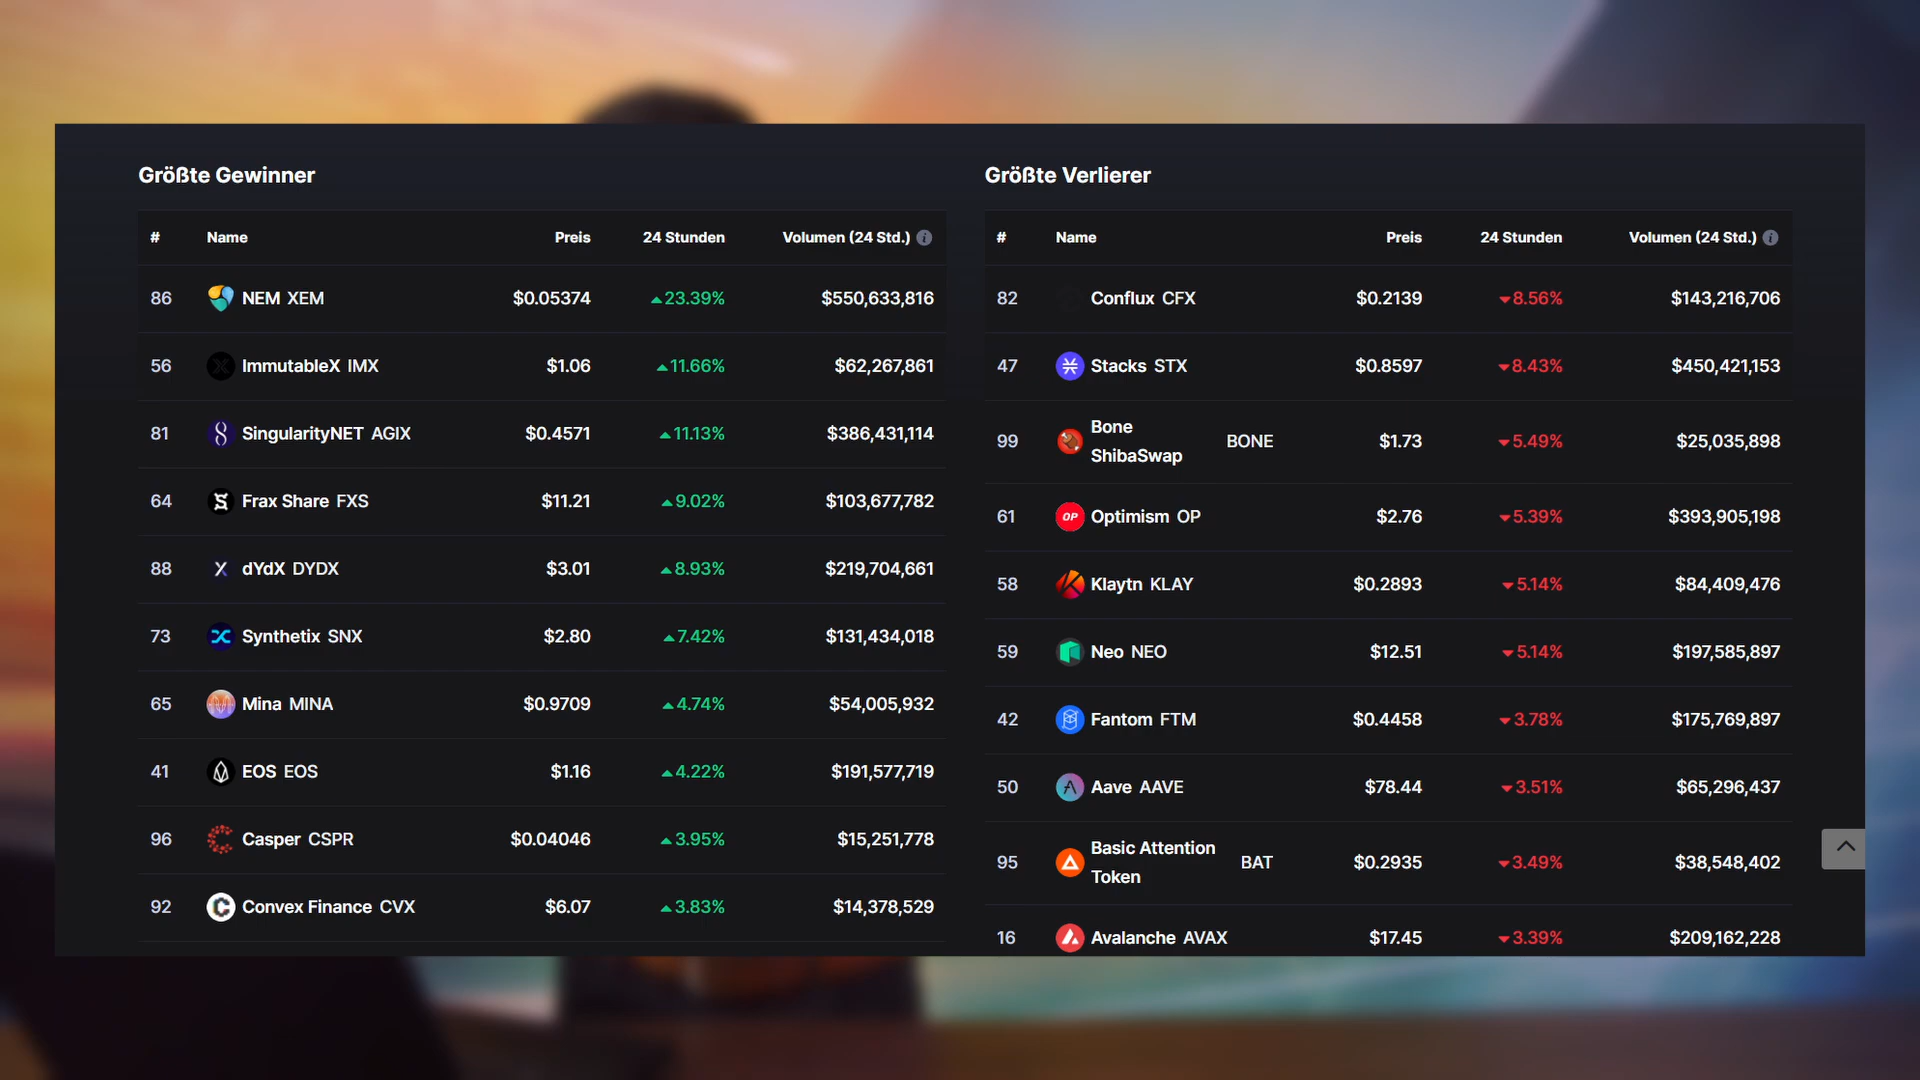 Größte Gewinner
# Name Preis 24 Stunden Volumen (24 Std.)
86 NEM XEM $0.05374 23.39% $550,633,816
56 ImmutableX IMX $1.06 11.66% $62,267,861
81 SingularityNET AGIX $0.4571 11.13% $386,431,114
64 Frax Share FXS $11.21 9.02% $103,677,782
88 dYdX DYDX $3.01 8.93% $219,704,661
73 Synthetix SNX $2.80 7.42% $131,434,018
65 Mina MINA $0.9709 4.74% $54,005,932
41 EOS EOS $1.16 4.22% $191,577,719
96 Casper CSPR $0.04046 3.95% $15,251,778
92 Convex Finance CVX $6.07 3.83% $14,378,529
Größte Verlierer
# Name Preis 24 Stunden Volumen (24 Std.)
82 Conflux CFX $0.2139 8.56% $143,216,706
47 Stacks STX $0.8597 8.43% $450,421,153
99 Bone ShibaSwap BONE $1.73 5.49% $25,035,898
61 OP Optimism OP $2.76 5.39% $393,905,198
58 Klaytn KLAY $0.2893 5.14% $84,409,476
59 Neo NEO $12.51 5.14% $197,585,897
42 Fantom FTM $0.4458 3.78% $175,769,897
50 Aave AAVE $78.44 3.51% $65,296,437
95 Basic Attention Token BAT $0.2935 3.49% $38,548,402
16 Avalanche AVAX $17.45 3.39% $209,162,228